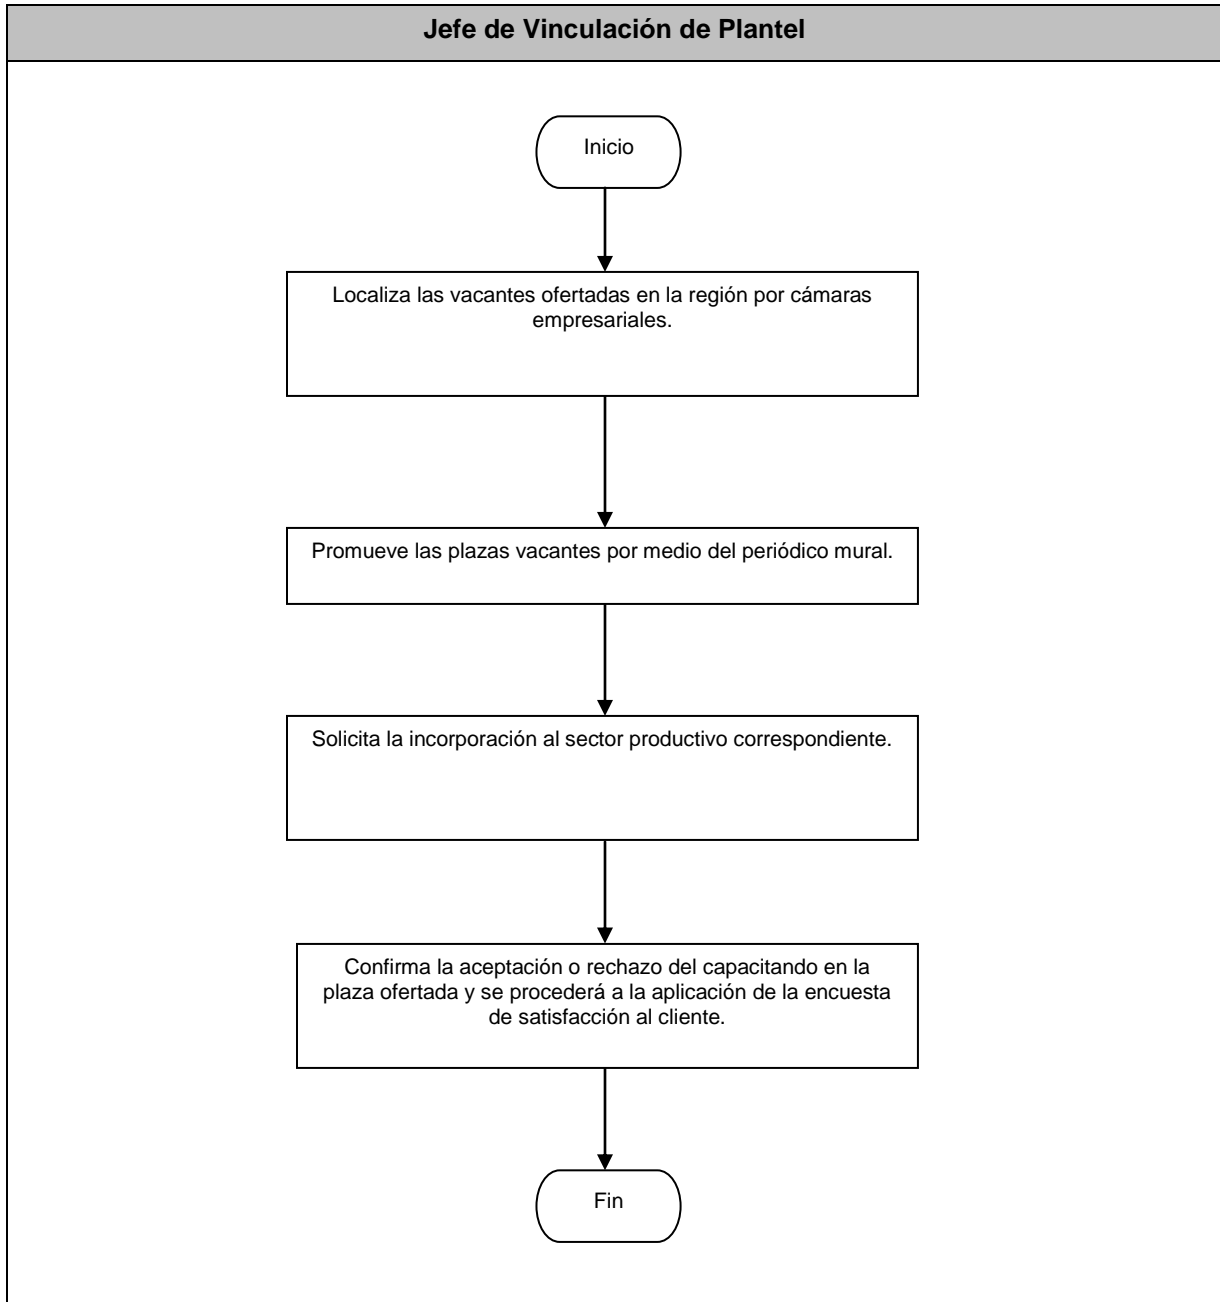 Jefe de Vinculación de Plantel
Inicio
Localiza las vacantes ofertadas en la región por cámaras
empresariales.
Promueve las plazas vacantes por medio del periódico mural.
Solicita la incorporación al sector productivo correspondiente.
Confirma la aceptación o rechazo del capacitando en la
plaza ofertada y se procederá a la aplicación de la encuesta
de satisfacción al cliente.
Fin